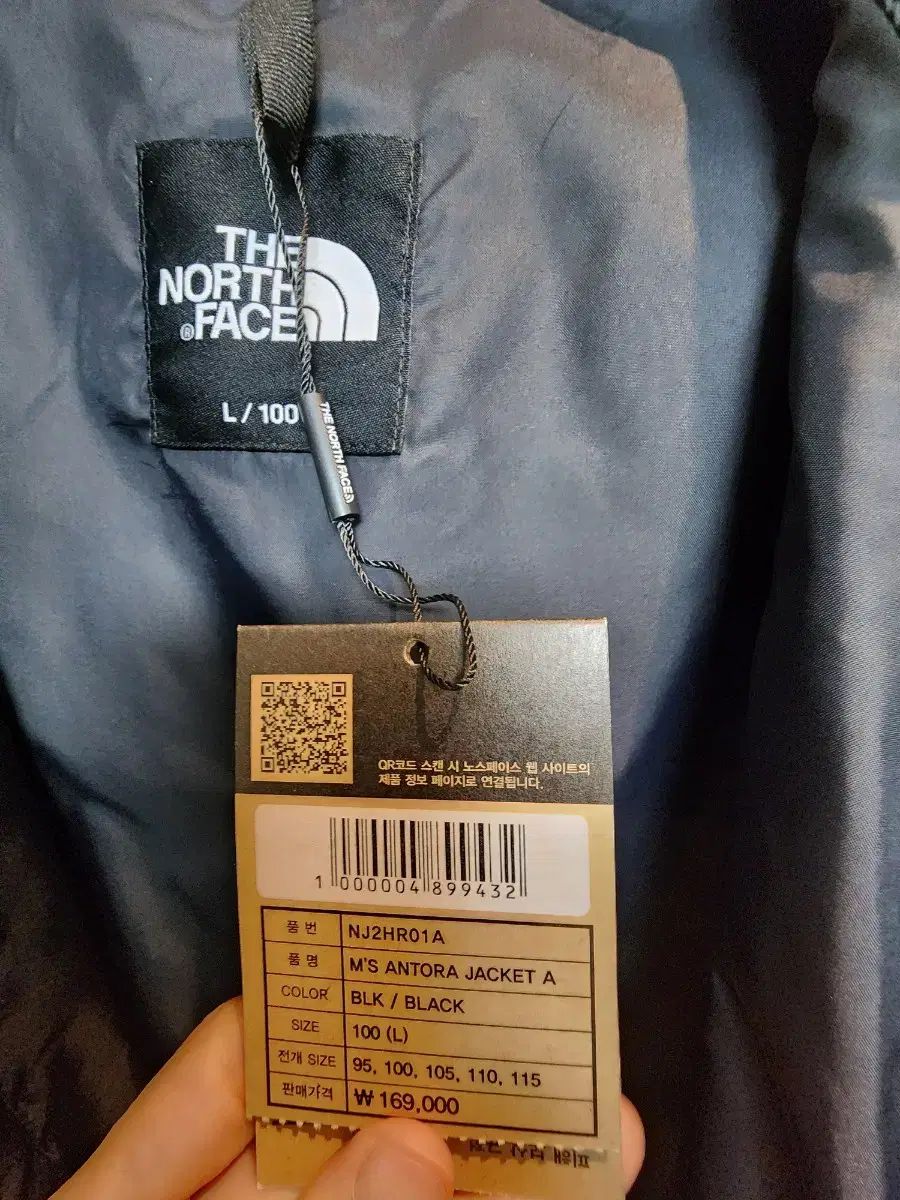 THE
NORTH
®FACE
L / 100
THE NORTH FACE
QR코드 스캔 시 노스페이스 웹 사이트의
제품 정보 페이지로 연결됩니다.
1 000004 899432
품 번 NJ2HR01A
품 명 M'S ANTORA JACKET A
COLOR BLK / BLACK
SIZE 100 (L)
전개 SIZE 95, 100, 105, 110, 115
판매가격 ₩ 169,000